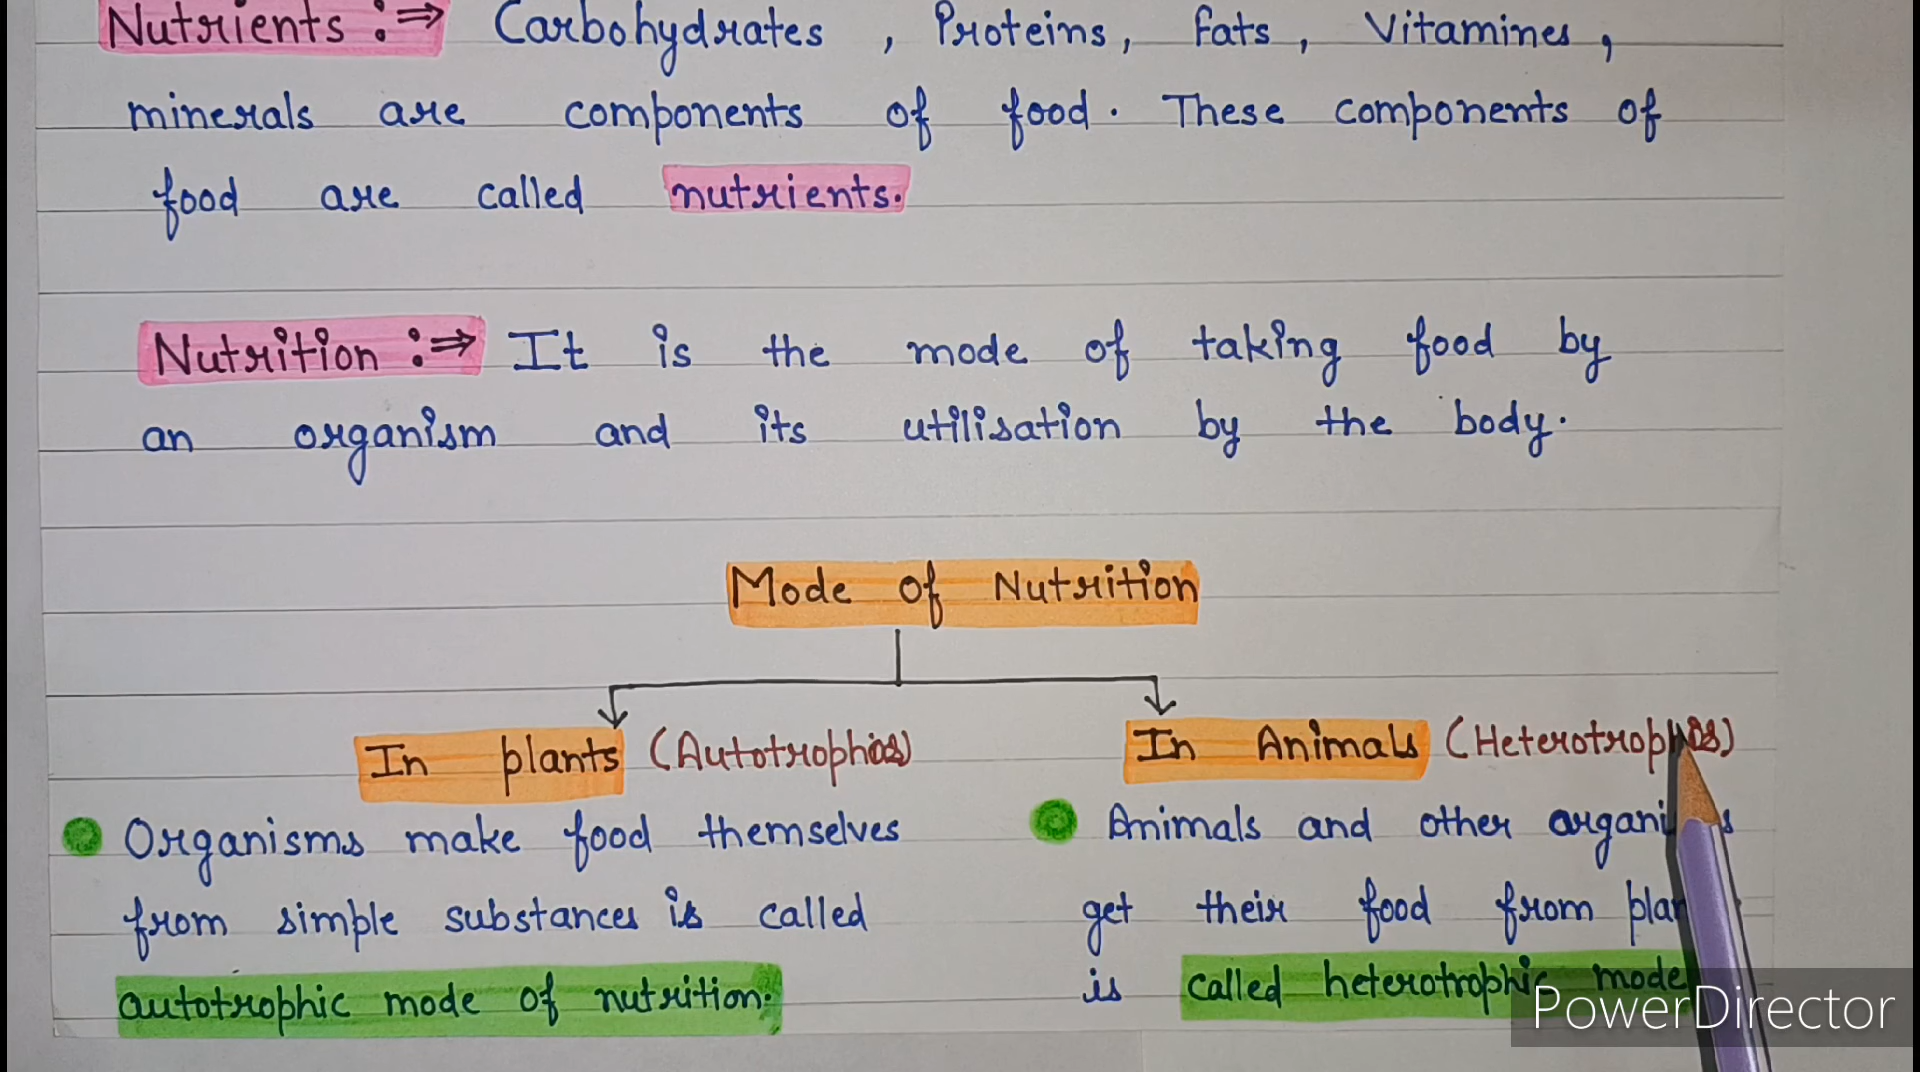 Nutrients :⇒ Carbohydrates , Proteins, Fats , Vitamines,
minerals are components of food. These components of
food are called nutrients.
Nutrition :⇒ It is the mode of taking food by
an organism and its utilisation by the body.
Mode of Nutrition
In plants (Autotrophics) In Animals
Organisms make food themselves
from simple substances is called
autotrophic mode of nutrition.
Animals and other
get their food from
is called heterotrophic mode
PowerDirector